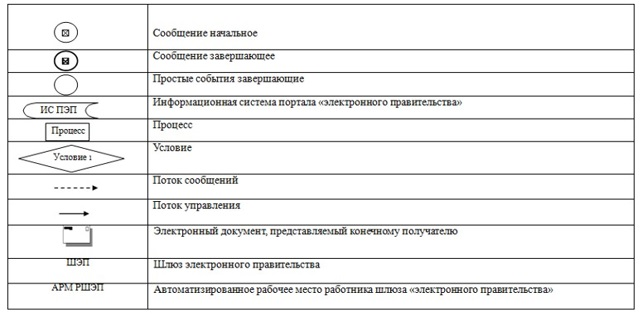 Сообщение начальное
Сообщение завершающее
Простые события завершающие
ИС ПЭП Информационная система портала «электронного правительства»
Процесс Процесс
Условие 1 Условие
Поток сообщений
Поток управления
Электронный документ, представляемый конечному получателю
ШЭП Шлюз электронного правительства
АРМ РШЭП Автоматизированное рабочее место работника шлюза «электронного правительства»